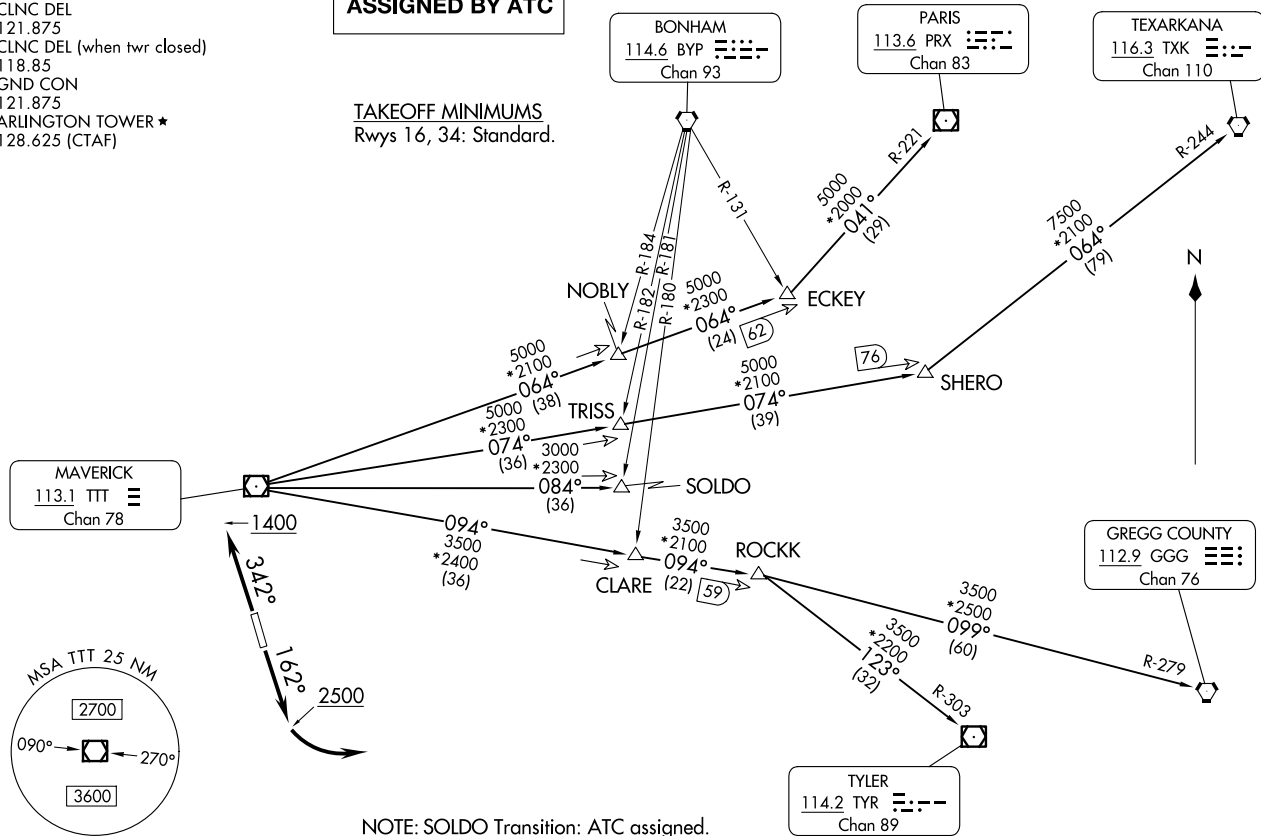 CLNC DEL
121.875
CLNC DEL (when twr closed)
118.85
GND CON
121.875
ARLINGTON TOWER ★
128.625 (CTAF)
ASSIGNED BY ATC
TAKEOFF MINIMUMS
Rwys 16, 34: Standard.
BONHAM
114.6 BYP
Chan 93
PARIS
113.6 PRX
Chan 83
TEXARKANA
116.3 TXK
Chan 110
R-221
R-244
R-131
5000
*2000
041°
(29)
7500
*2100
064°
(79)
N
R-184
R-181
R-182
R-180
NOBLY
5000
*2300
064°
(24)
62
ECKEY
5000
*2100
064°
(38)
76
SHERO
TRISS
5000
*2100
074°
(39)
5000
*2300
074°
(36)
3000
*2300
084°
(36)
SOLDO
MAVERICK
113.1 TTT
Chan 78
094°
3500
*2400
(36)
CLARE
3500
*2100
094°
(22)
59
ROCKK
GREGG COUNTY
112.9 GGG
Chan 76
3500
*2500
099°
(60)
R-279
3500
*2200
123°
(32)
R-303
1400
342°
162°
2500
MSA TTT 25 NM
2700
090°
270°
3600
TYLER
114.2 TYR
Chan 89
NOTE: SOLDO Transition: ATC assigned.